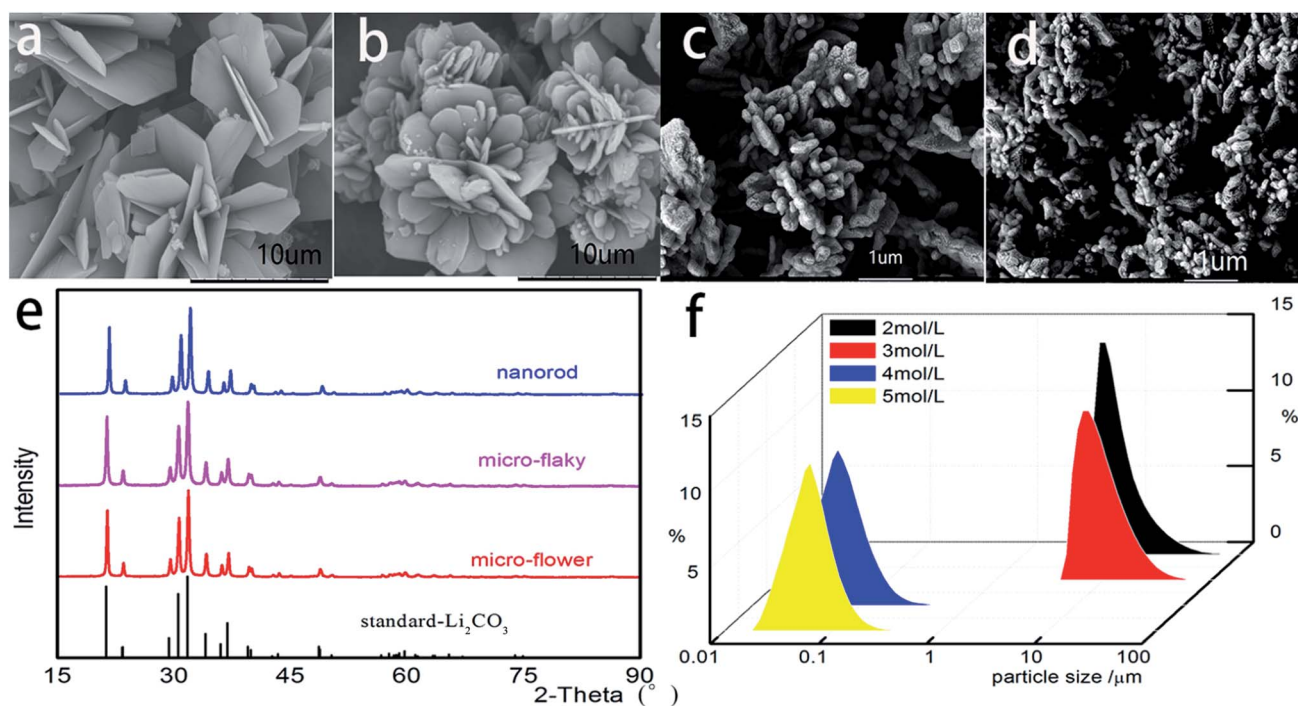 a
b
c
d
10um
10um
1um
1um
e
Intensity
nanorod
micro-flaky
micro-flower
standard-Li₂CO₃
15 30 45 60 75 90
2-Theta (°)
f
2mol/L
3mol/L
4mol/L
5mol/L
15
10
%
5
15
10
%
5
0
0.01 0.1 1 10 100
particle size /μm